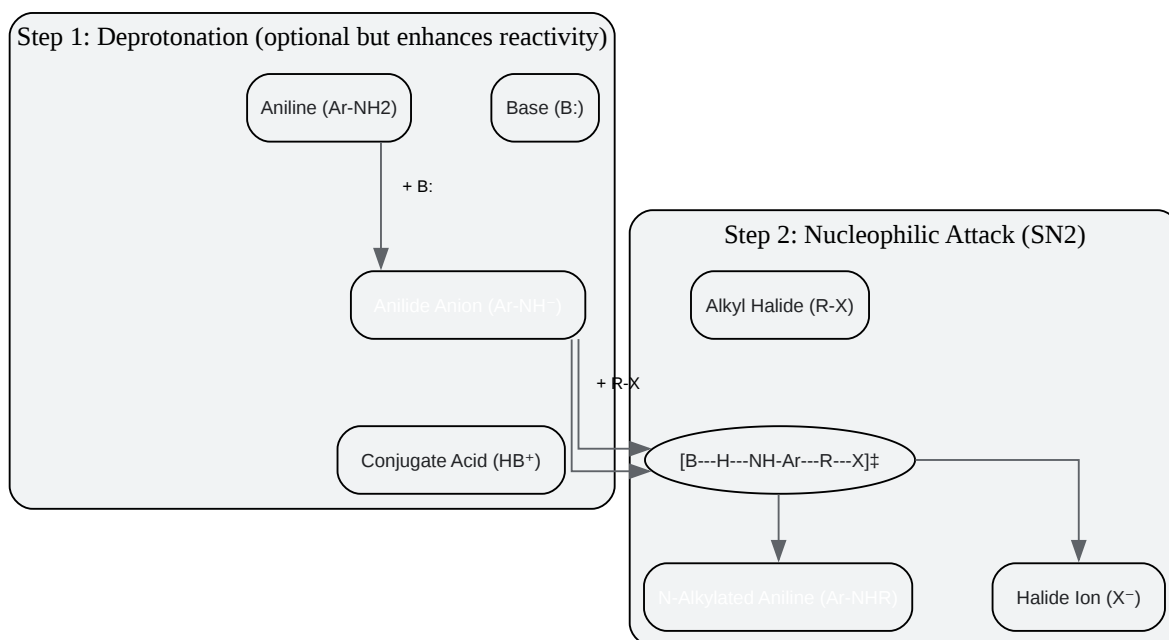 Step 1: Deprotonation (optional but enhances reactivity)
Aniline (Ar-NH2)
Base (B:)
+ B:
Anilide Anion (Ar-NH⁻)
Conjugate Acid (HB⁺)
Step 2: Nucleophilic Attack (SN2)
Alkyl Halide (R-X)
+ R-X
[B---H---NH-Ar---R---X]‡
N-Alkylated Aniline (Ar-NHR)
Halide Ion (X⁻)